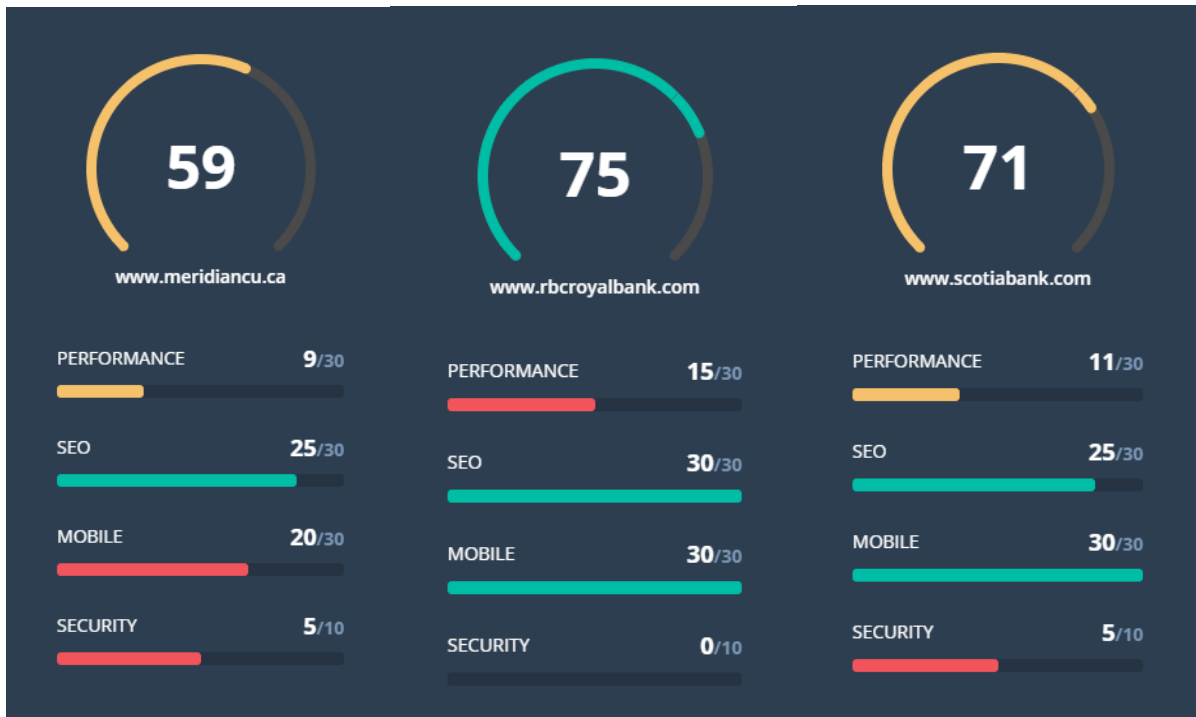 59
www.meridiancu.ca
PERFORMANCE 9/30
SEO 25/30
MOBILE 20/30
SECURITY 5/10
75
www.rbcroyalbank.com
PERFORMANCE 15/30
SEO 30/30
MOBILE 30/30
SECURITY 0/10
71
www.scotiabank.com
PERFORMANCE 11/30
SEO 25/30
MOBILE 30/30
SECURITY 5/10